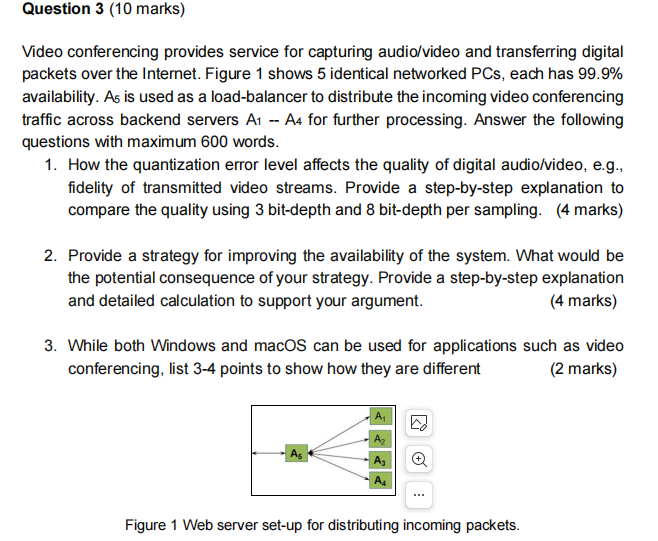 Question 3 (10 marks)
Video conferencing provides service for capturing audio/video and transferring digital
packets over the Internet. Figure 1 shows 5 identical networked PCs, each has 99.9%
availability. A5 is used as a load-balancer to distribute the incoming video conferencing
traffic across backend servers A1 -- A4 for further processing. Answer the following
questions with maximum 600 words.
1. How the quantization error level affects the quality of digital audio/video, e.g.,
fidelity of transmitted video streams. Provide a step-by-step explanation to
compare the quality using 3 bit-depth and 8 bit-depth per sampling. (4 marks)
2. Provide a strategy for improving the availability of the system. What would be
the potential consequence of your strategy. Provide a step-by-step explanation
and detailed calculation to support your argument. (4 marks)
3. While both Windows and macOS can be used for applications such as video
conferencing, list 3-4 points to show how they are different (2 marks)
A1
A2
A5
A3
A4
Figure 1 Web server set-up for distributing incoming packets.